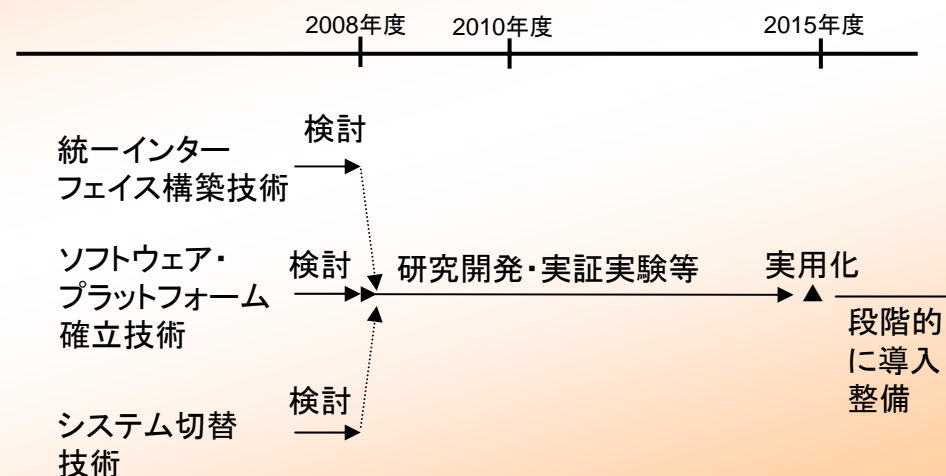 2008年度 2010年度 2015年度
検討
統一インター
フェイス構築技術
ソフトウェア・
プラットフォーム
確立技術
検討
研究開発・実証実験等
実用化
段階的
に導入
整備
検討
システム切替
技術